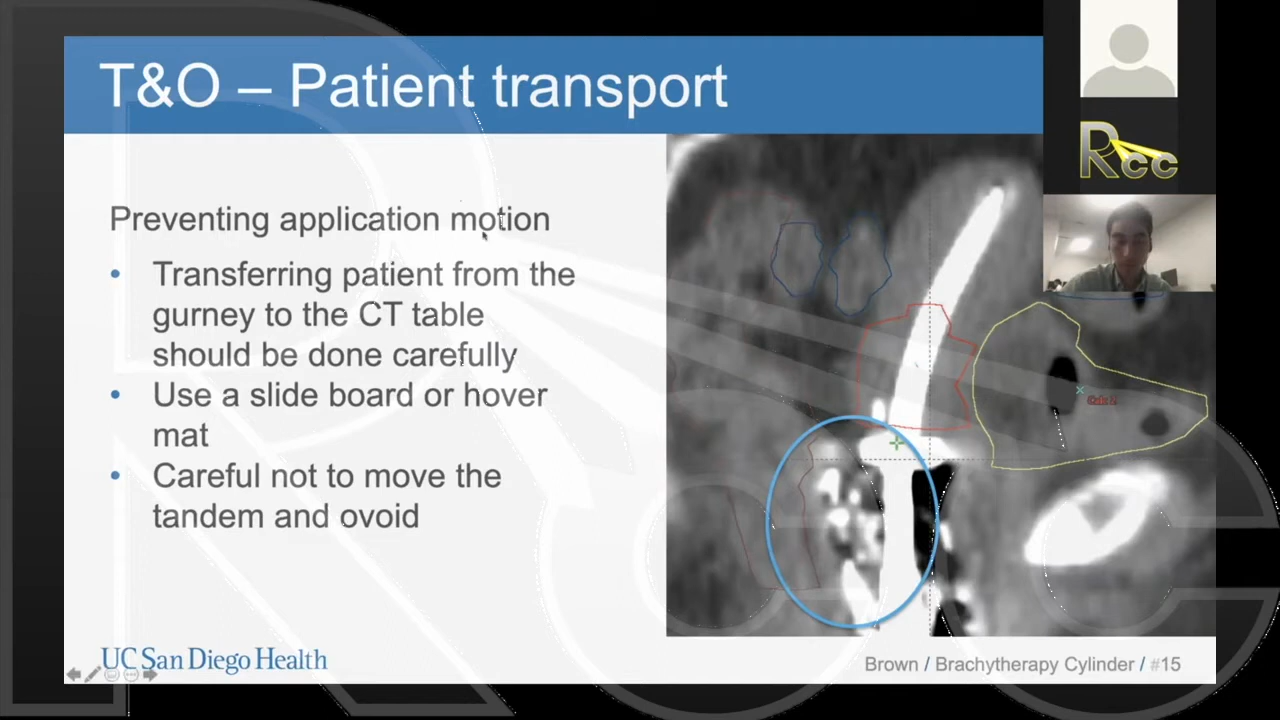 T&O – Patient transport
Rcc
Preventing application motion
• Transferring patient from the
gurney to the CT table
should be done carefully
• Use a slide board or hover
mat
• Careful not to move the
tandem and ovoid
UC San Diego Health
Brown / Brachytherapy Cylinder / #15